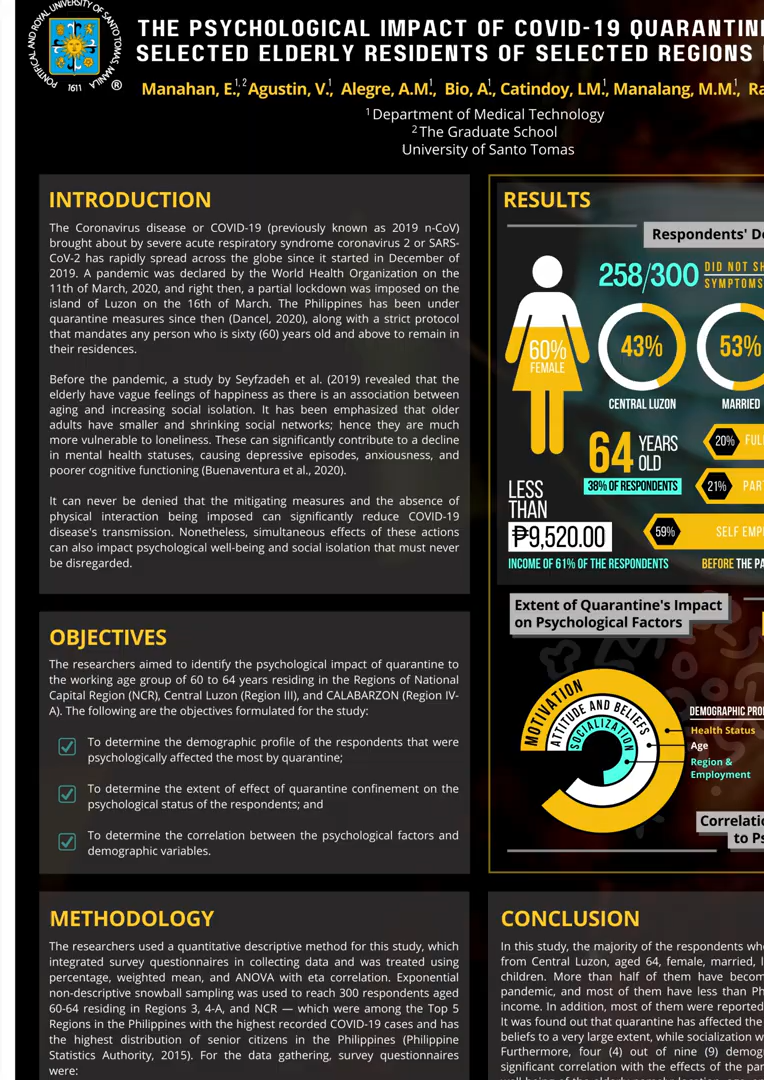 PONTIFICAL AND ROYAL UNIVERSITY OF SANTO TOMAS, MANILA
1611
®
THE PSYCHOLOGICAL IMPACT OF COVID-19 QUARANTIN
SELECTED ELDERLY RESIDENTS OF SELECTED REGIONS
Manahan, E.,1,2 Agustin, V.,1 Alegre, A.M.,1 Bio, A.,1 Catindoy, LM.,1 Manalang, M.M.,1 Ra
1 Department of Medical Technology
2 The Graduate School
University of Santo Tomas
INTRODUCTION
The Coronavirus disease or COVID-19 (previously known as 2019 n-CoV)
brought about by severe acute respiratory syndrome coronavirus 2 or SARS-
CoV-2 has rapidly spread across the globe since it started in December of
2019. A pandemic was declared by the World Health Organization on the
11th of March, 2020, and right then, a partial lockdown was imposed on the
island of Luzon on the 16th of March. The Philippines has been under
quarantine measures since then (Dancel, 2020), along with a strict protocol
that mandates any person who is sixty (60) years old and above to remain in
their residences.
Before the pandemic, a study by Seyfzadeh et al. (2019) revealed that the
elderly have vague feelings of happiness as there is an association between
aging and increasing social isolation. It has been emphasized that older
adults have smaller and shrinking social networks; hence they are much
more vulnerable to loneliness. These can significantly contribute to a decline
in mental health statuses, causing depressive episodes, anxiousness, and
poorer cognitive functioning (Buenaventura et al., 2020).
It can never be denied that the mitigating measures and the absence of
physical interaction being imposed can significantly reduce COVID-19
disease's transmission. Nonetheless, simultaneous effects of these actions
can also impact psychological well-being and social isolation that must never
be disregarded.
OBJECTIVES
The researchers aimed to identify the psychological impact of quarantine to
the working age group of 60 to 64 years residing in the Regions of National
Capital Region (NCR), Central Luzon (Region III), and CALABARZON (Region IV-
A). The following are the objectives formulated for the study:
To determine the demographic profile of the respondents that were
psychologically affected the most by quarantine;
To determine the extent of effect of quarantine confinement on the
psychological status of the respondents; and
To determine the correlation between the psychological factors and
demographic variables.
METHODOLOGY
The researchers used a quantitative descriptive method for this study, which
integrated survey questionnaires in collecting data and was treated using
percentage, weighted mean, and ANOVA with eta correlation. Exponential
non-descriptive snowball sampling was used to reach 300 respondents aged
60-64 residing in Regions 3, 4-A, and NCR — which were among the Top 5
Regions in the Philippines with the highest recorded COVID-19 cases and has
the highest distribution of senior citizens in the Philippines (Philippine
Statistics Authority, 2015). For the data gathering, survey questionnaires
were:
RESULTS
Respondents' De
258/300
DID NOT SH
SYMPTOMS
60%
FEMALE
43%
CENTRAL LUZON
53%
MARRIED
64 YEARS
OLD
38% OF RESPONDENTS
20% FUL
21% PAR
59% SELF EMP
LESS
THAN
₱9,520.00
INCOME OF 61% OF THE RESPONDENTS
BEFORE THE PA
Extent of Quarantine's Impact
on Psychological Factors
MOTIVATION
ATTITUDE AND BELIEFS
SOCIALIZATION
DEMOGRAPHIC PRO
Health Status
Age
Region &
Employment
Correlatio
to Ps
CONCLUSION
In this study, the majority of the respondents wh
from Central Luzon, aged 64, female, married, l
children. More than half of them have becom
pandemic, and most of them have less than Ph
income. In addition, most of them were reported
It was found out that quarantine has affected the
beliefs to a very large extent, while socialization w
Furthermore, four (4) out of nine (9) demog
significant correlation with the effects of the pan